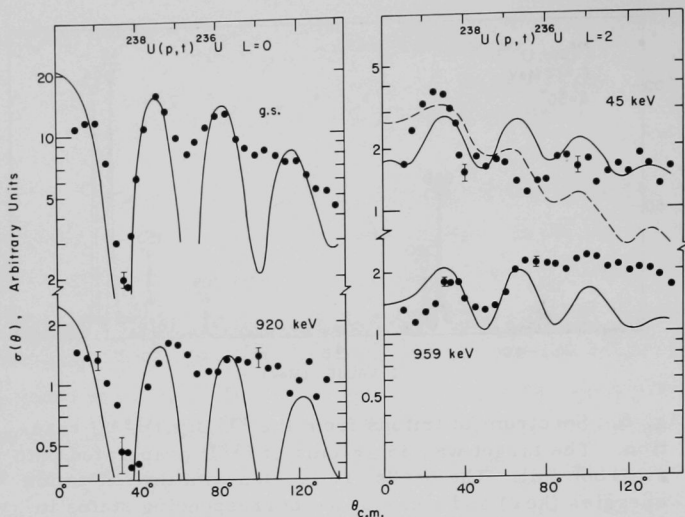 ²³⁸U(p,t)²³⁶U L=0
g.s.
20
10
5
2
920 keV
2
1
0.5
σ(θ), Arbitrary Units
0°
40°
80°
120°
²³⁸U(p,t)²³⁶U L=2
45 keV
5
2
1
959 keV
2
1
0.5
0°
40°
80°
120°
θc.m.